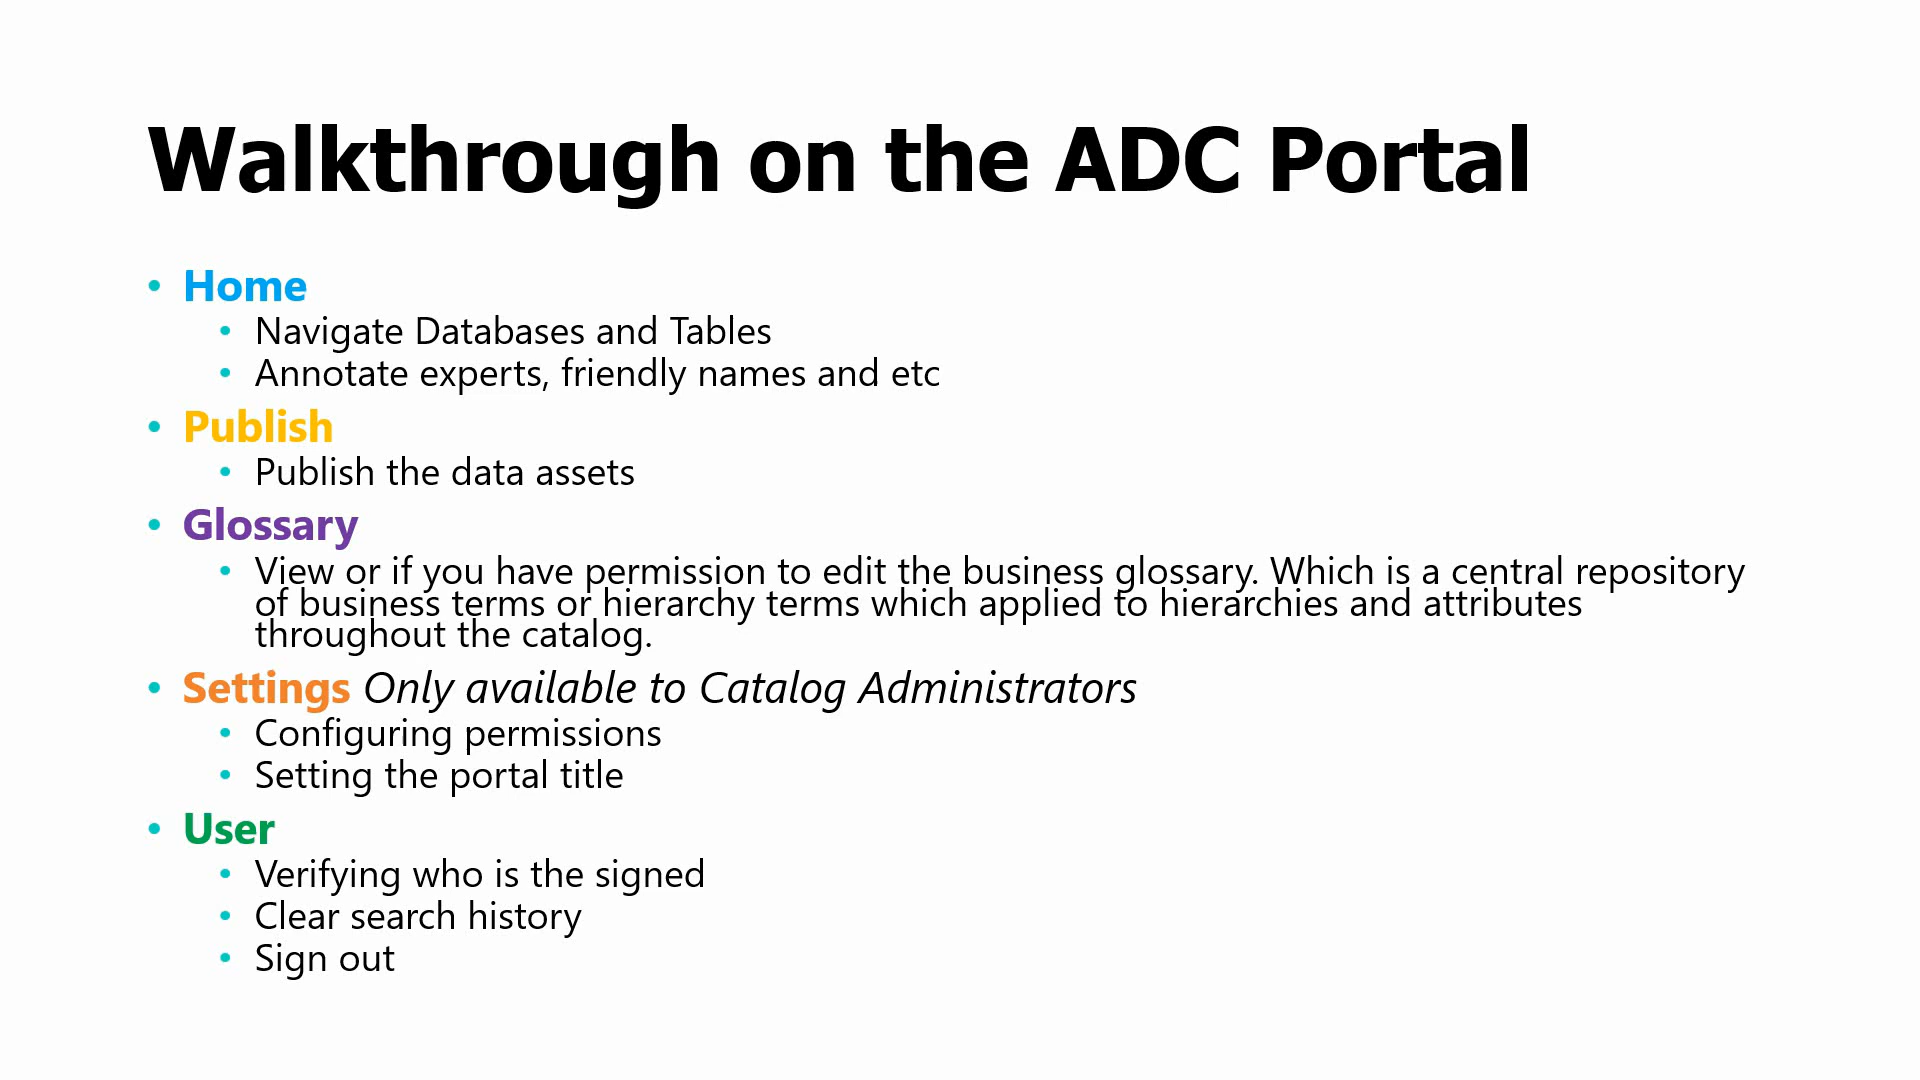 Walkthrough on the ADC Portal
• Home
• Navigate Databases and Tables
• Annotate experts, friendly names and etc
• Publish
• Publish the data assets
• Glossary
• View or if you have permission to edit the business glossary. Which is a central repository
of business terms or hierarchy terms which applied to hierarchies and attributes
throughout the catalog.
• Settings Only available to Catalog Administrators
• Configuring permissions
• Setting the portal title
• User
• Verifying who is the signed
• Clear search history
• Sign out